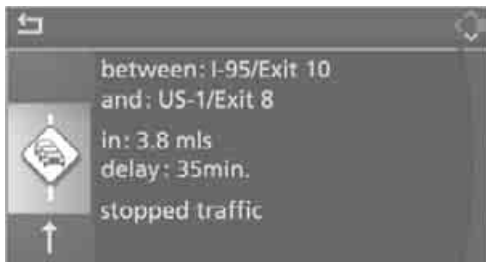 between: I-95/Exit 10
and: US-1/Exit 8
in: 3.8 mls
delay: 35min.
stopped traffic